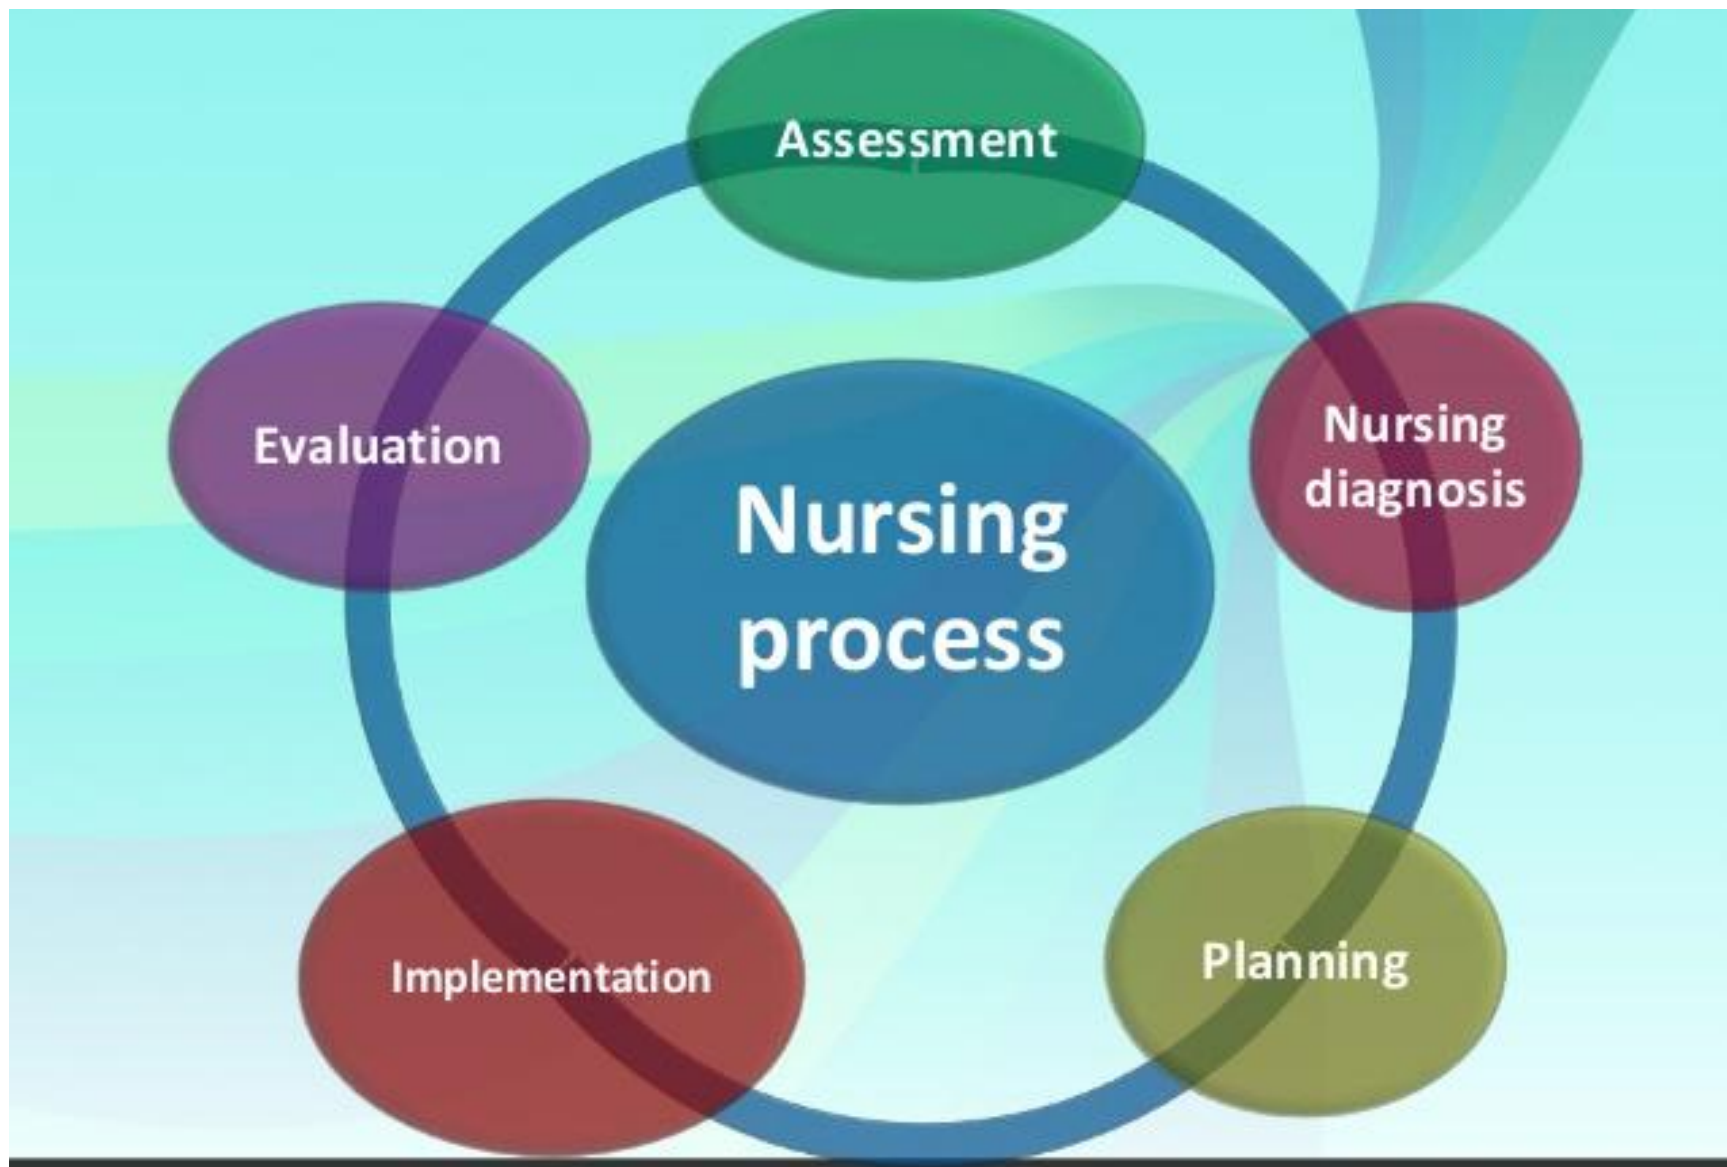 Assessment
Nursing
diagnosis
Planning
Implementation
Evaluation
Nursing
process